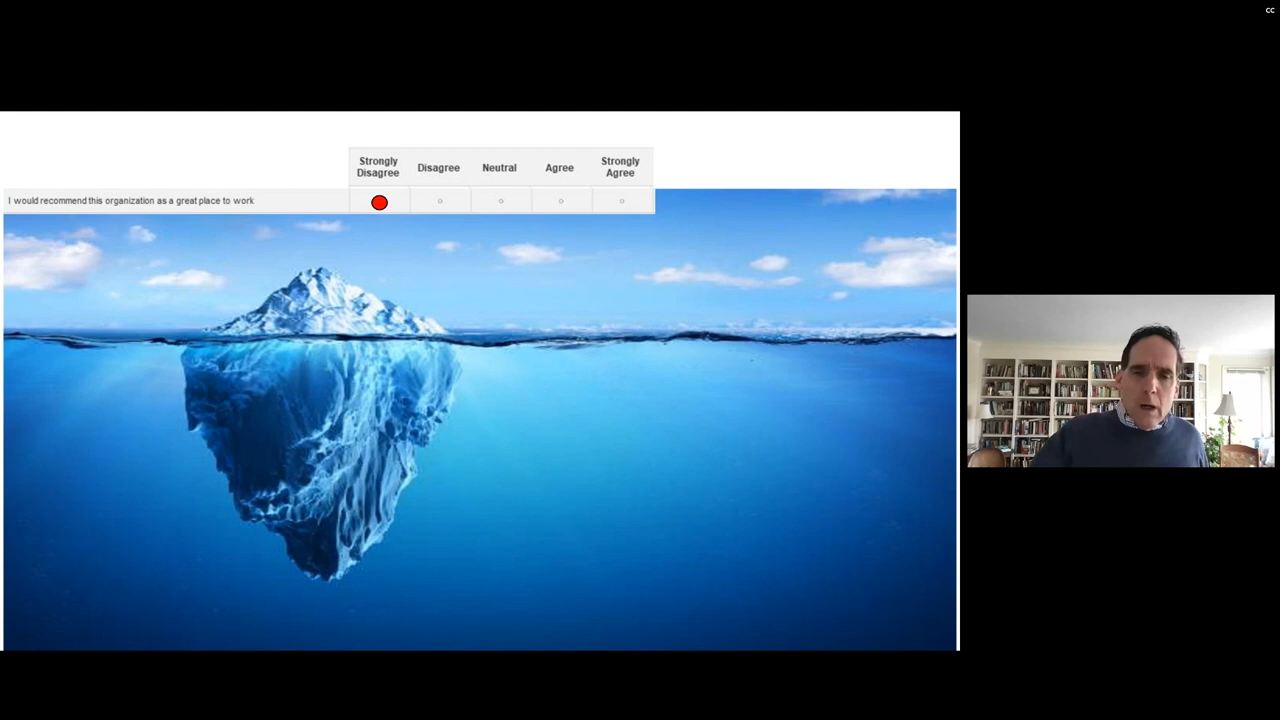 CC
Strongly Disagree Disagree Neutral Agree Strongly Agree
I would recommend this organization as a great place to work